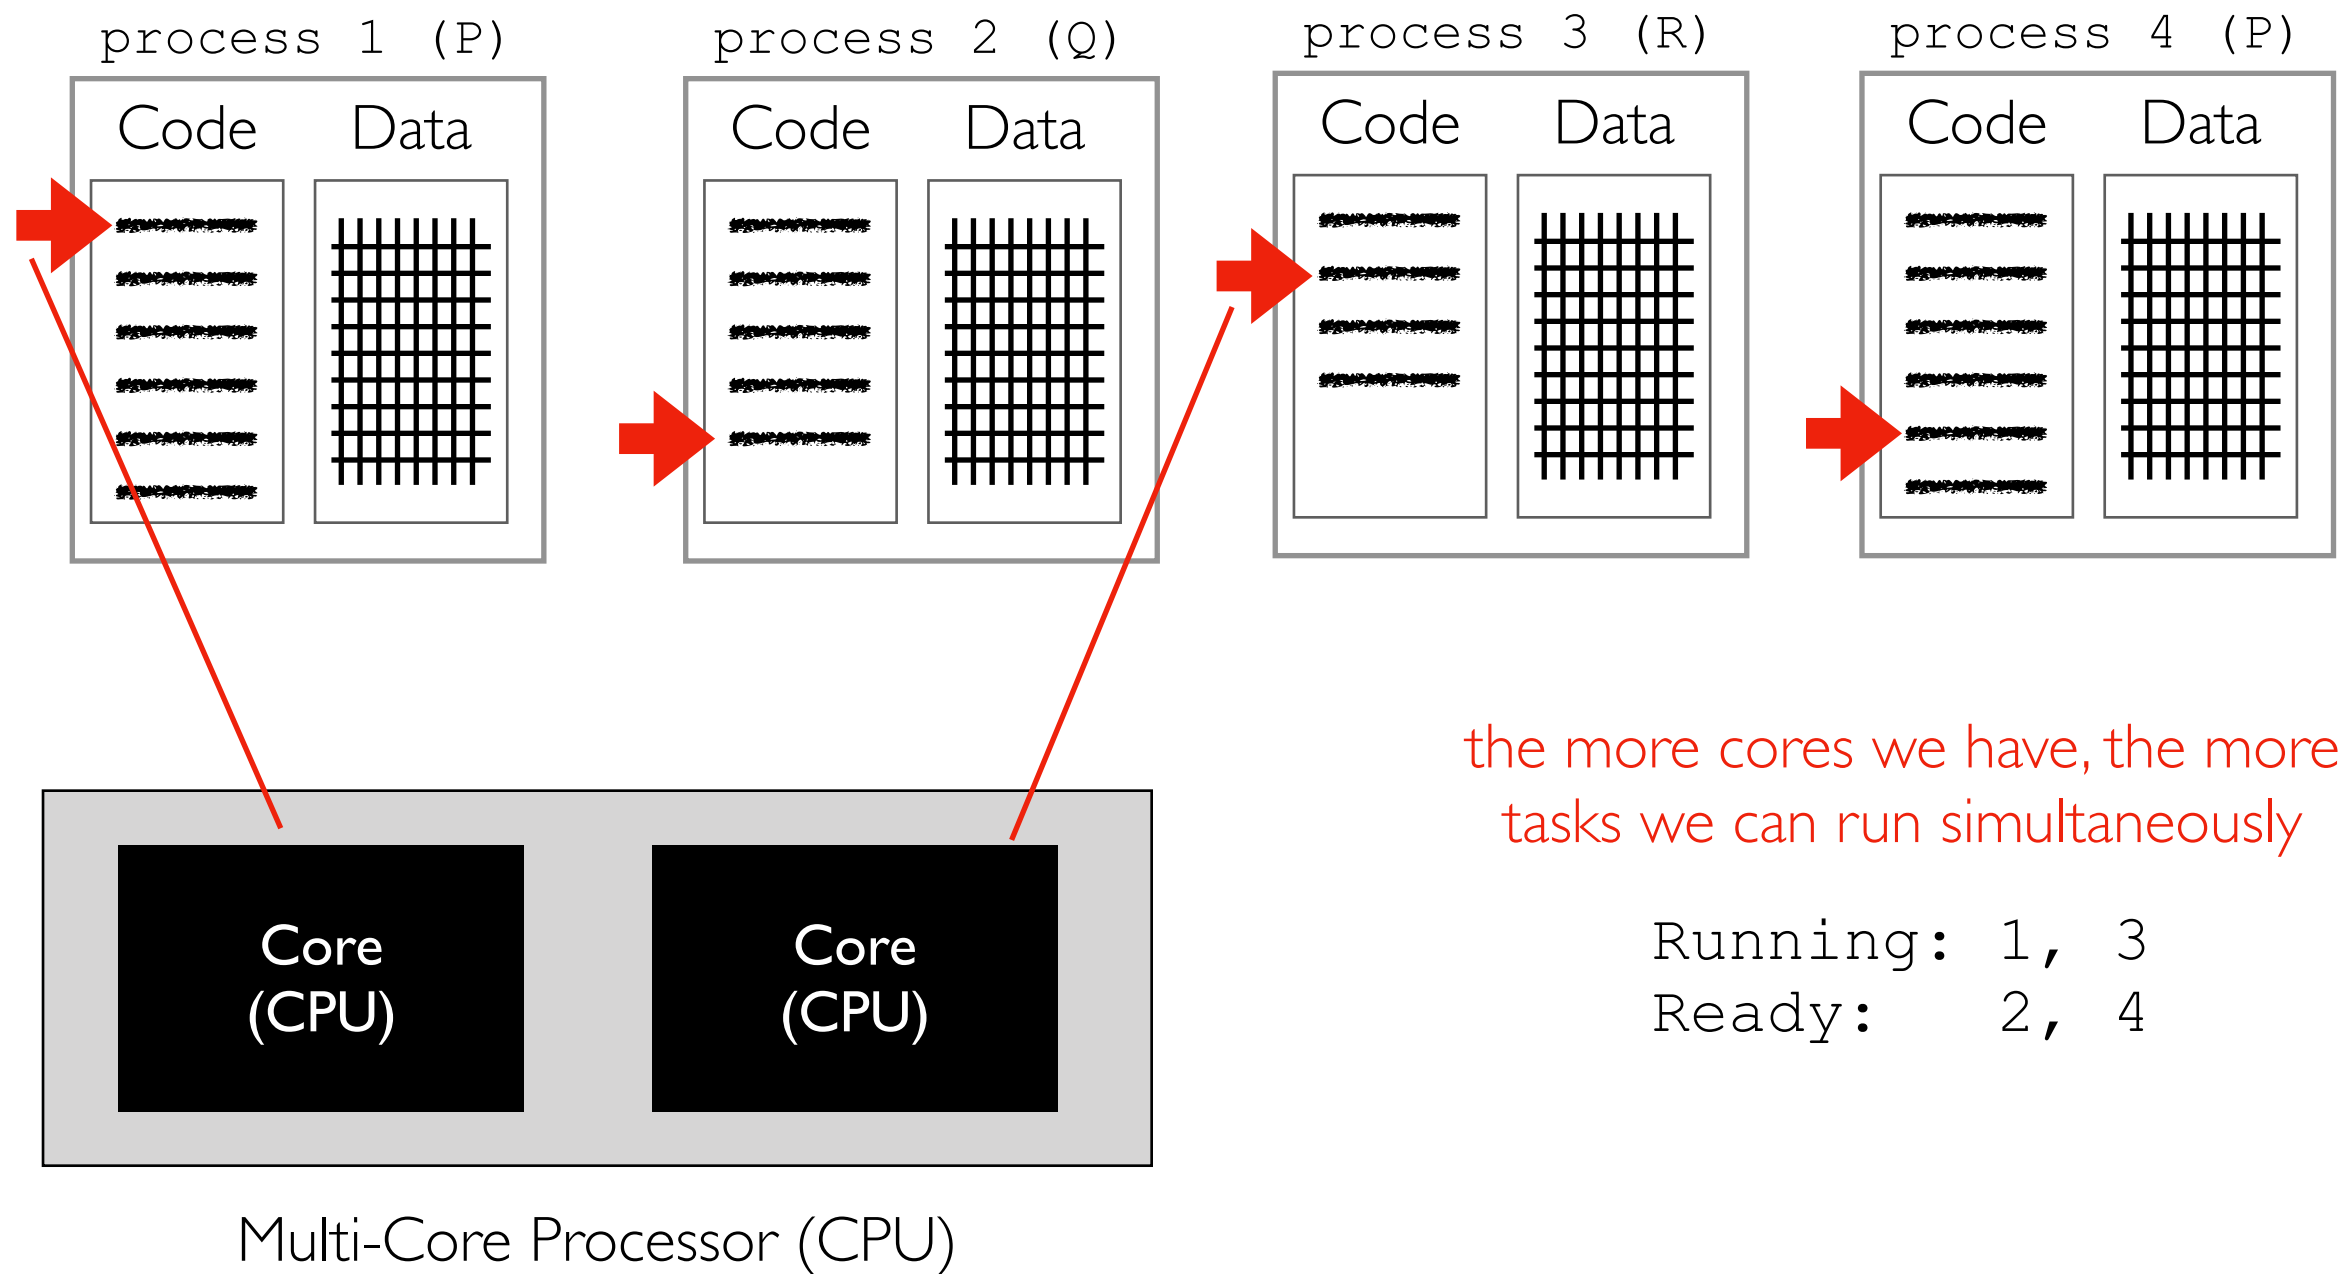 process 1 (P)
Code Data
process 2 (Q)
Code Data
process 3 (R)
Code Data
process 4 (P)
Code Data
the more cores we have, the more
tasks we can run simultaneously
Running: 1, 3
Ready: 2, 4
Core
(CPU)
Core
(CPU)
Multi-Core Processor (CPU)